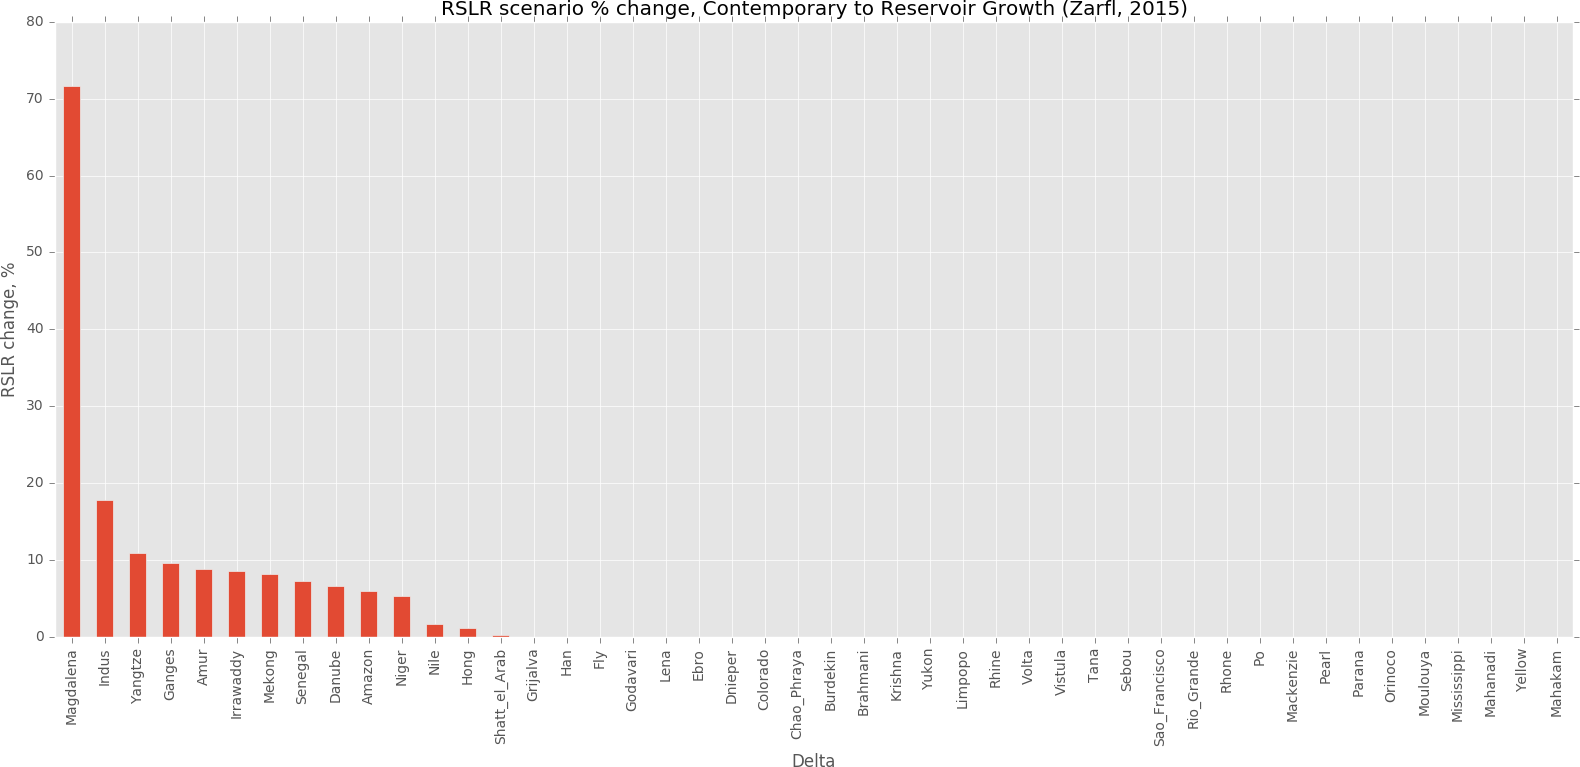 RSLR scenario % change, Contemporary to Reservoir Growth (Zarfl, 2015)
RSLR change, %
80
70
60
50
40
30
20
10
0
Magdalena
Indus
Yangtze
Ganges
Amur
Irrawaddy
Mekong
Senegal
Danube
Amazon
Niger
Nile
Hong
Shatt_el_Arab
Grijalva
Han
Fly
Godavari
Lena
Ebro
Dnieper
Colorado
Chao_Phraya
Burdekin
Brahmani
Krishna
Yukon
Limpopo
Rhine
Volta
Vistula
Tana
Sebou
Sao_Francisco
Rio_Grande
Rhone
Po
Mackenzie
Pearl
Parana
Orinoco
Moulouya
Mississippi
Mahanadi
Yellow
Mahakam
Delta